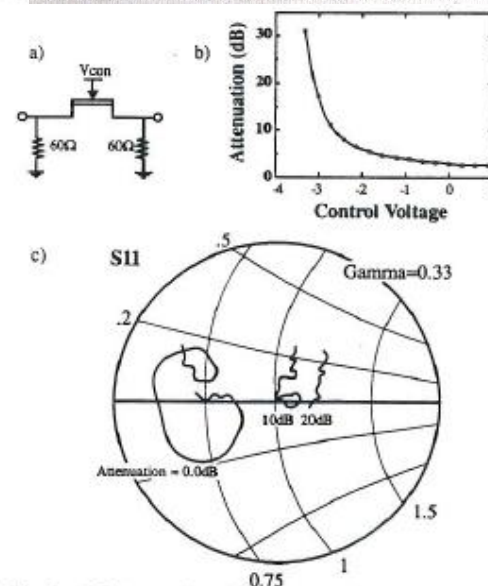 a)
Vcon
60Ω 60Ω
b)
Attenuation (dB)
30
20
10
0
-4 -3 -2 -1 0
Control Voltage
c)
S11
Gamma=0.33
.5
.2
10dB 20dB
Attenuation = 0.0dB
1.5
1
0.75